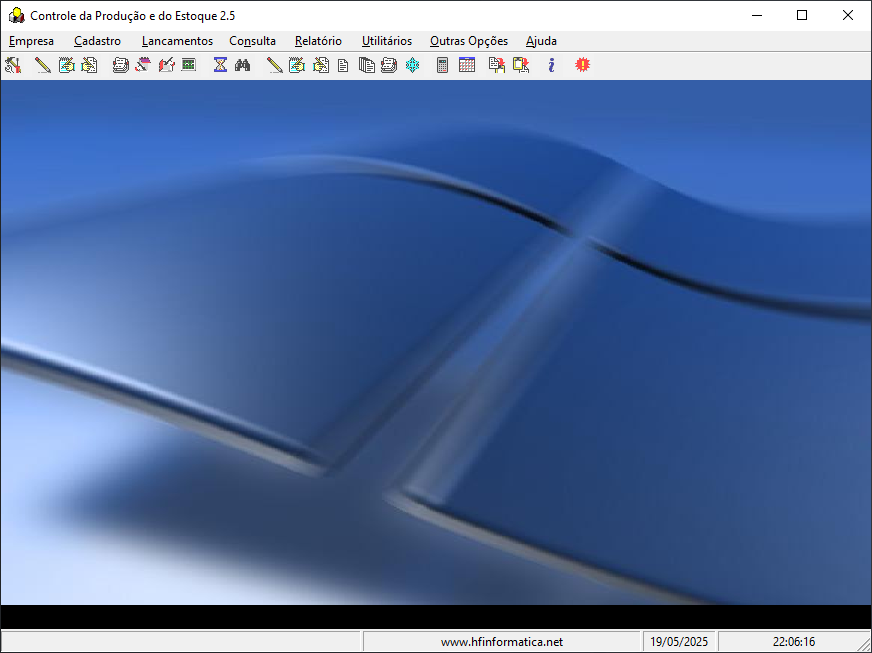 Controle da Produção e do Estoque 2.5
Empresa Cadastro Lancamentos Consulta Relatório Utilitários Outras Opções Ajuda
www.hfinformatica.net 19/05/2025 22:06:16